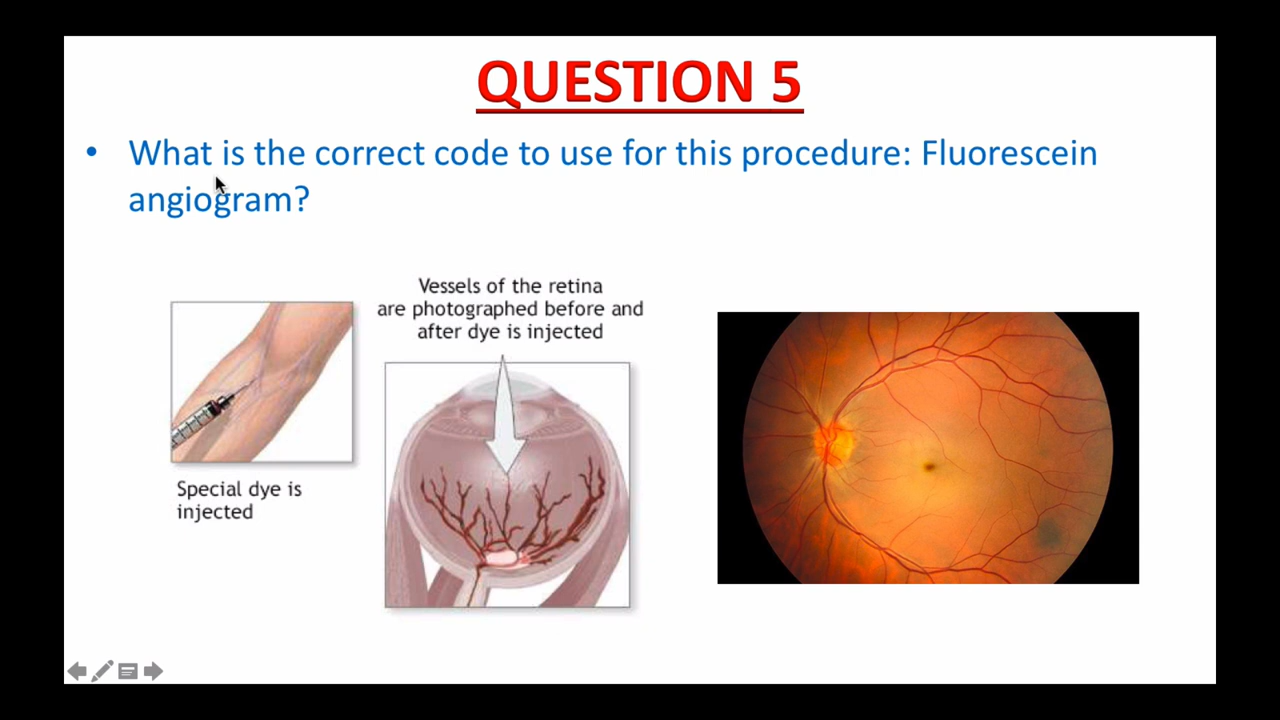 QUESTION 5
• What is the correct code to use for this procedure: Fluorescein
angiogram?
Vessels of the retina
are photographed before and
after dye is injected
Special dye is
injected